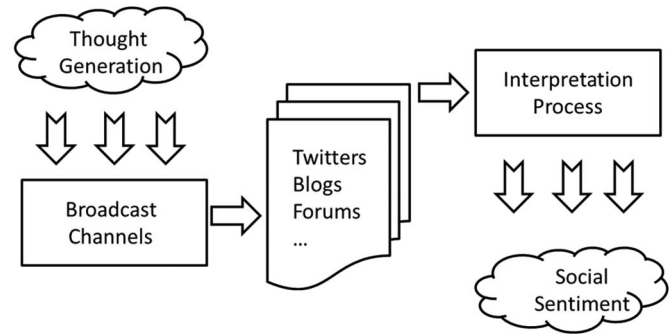 Thought
Generation
Broadcast
Channels
Twitters
Blogs
Forums
...
Interpretation
Process
Social
Sentiment